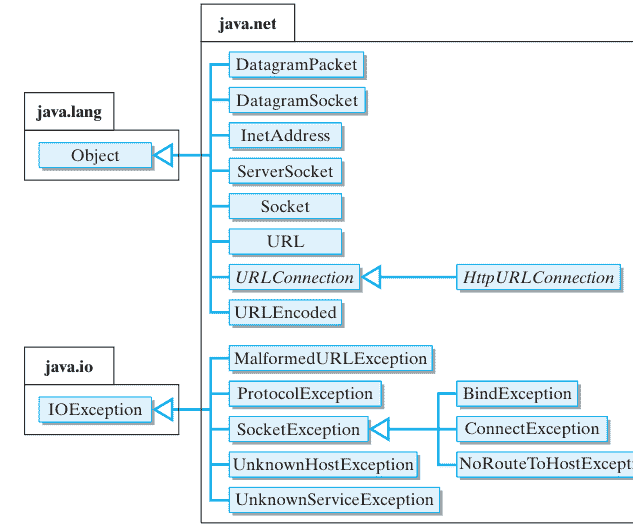 java.net
DatagramPacket
java.lang
DatagramSocket
InetAddress
Object
ServerSocket
Socket
URL
URLConnection
HttpURLConnection
URLEncoded
java.io
MalformedURLException
ProtocolException
BindException
IOException
SocketException
ConnectException
UnknownHostException
NoRouteToHostExcepti
UnknownServiceException